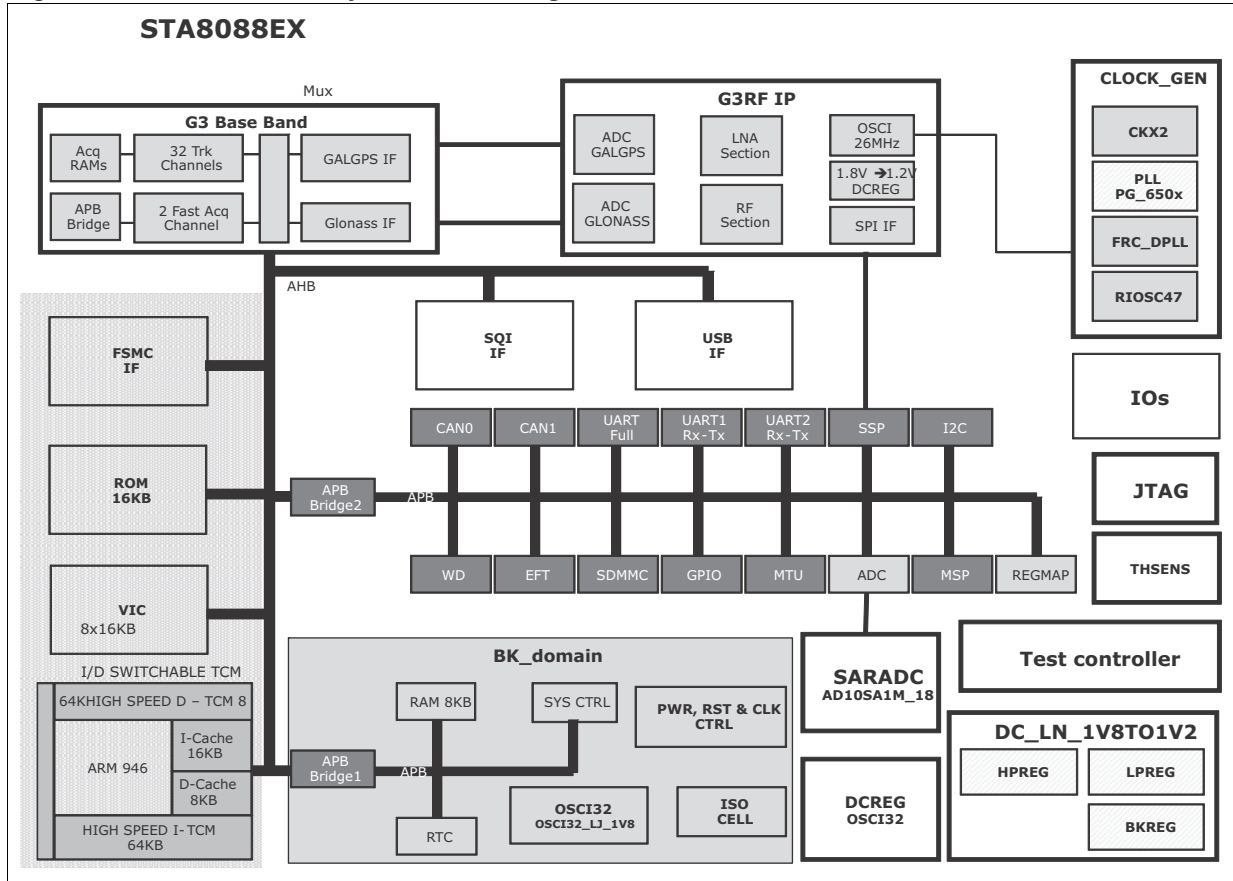 STA8088EX
Mux
G3 Base Band
Acq
RAMs
32 Trk
Channels
GALGPS IF
APB
Bridge
2 Fast Acq
Channel
Glonass IF
G3RF IP
ADC
GALGPS
LNA
Section
OSCI
26MHz
1.8V ➔1.2V
DCREG
ADC
GLONASS
RF
Section
SPI IF
CLOCK_GEN
CKX2
PLL
PG_650x
FRC_DPLL
RIOSC47
AHB
SQI
IF
USB
IF
FSMC
IF
ROM
16KB
VIC
8x16KB
I/D SWITCHABLE TCM
64KHIGH SPEED D – TCM 8
ARM 946
I-Cache
16KB
D-Cache
8KB
HIGH SPEED I-TCM
64KB
CAN0
CAN1
UART
Full
UART1
Rx-Tx
UART2
Rx-Tx
SSP
I2C
APB
Bridge2
APB
WD
EFT
SDMMC
GPIO
MTU
ADC
MSP
REGMAP
IOs
JTAG
THSENS
Test controller
BK_domain
RAM 8KB
SYS CTRL
PWR, RST & CLK
CTRL
APB
Bridge1
APB
RTC
OSCI32
OSCI32_LJ_1V8
ISO
CELL
SARADC
AD10SA1M_18
DCREG
OSCI32
DC_LN_1V8TO1V2
HPREG
LPREG
BKREG